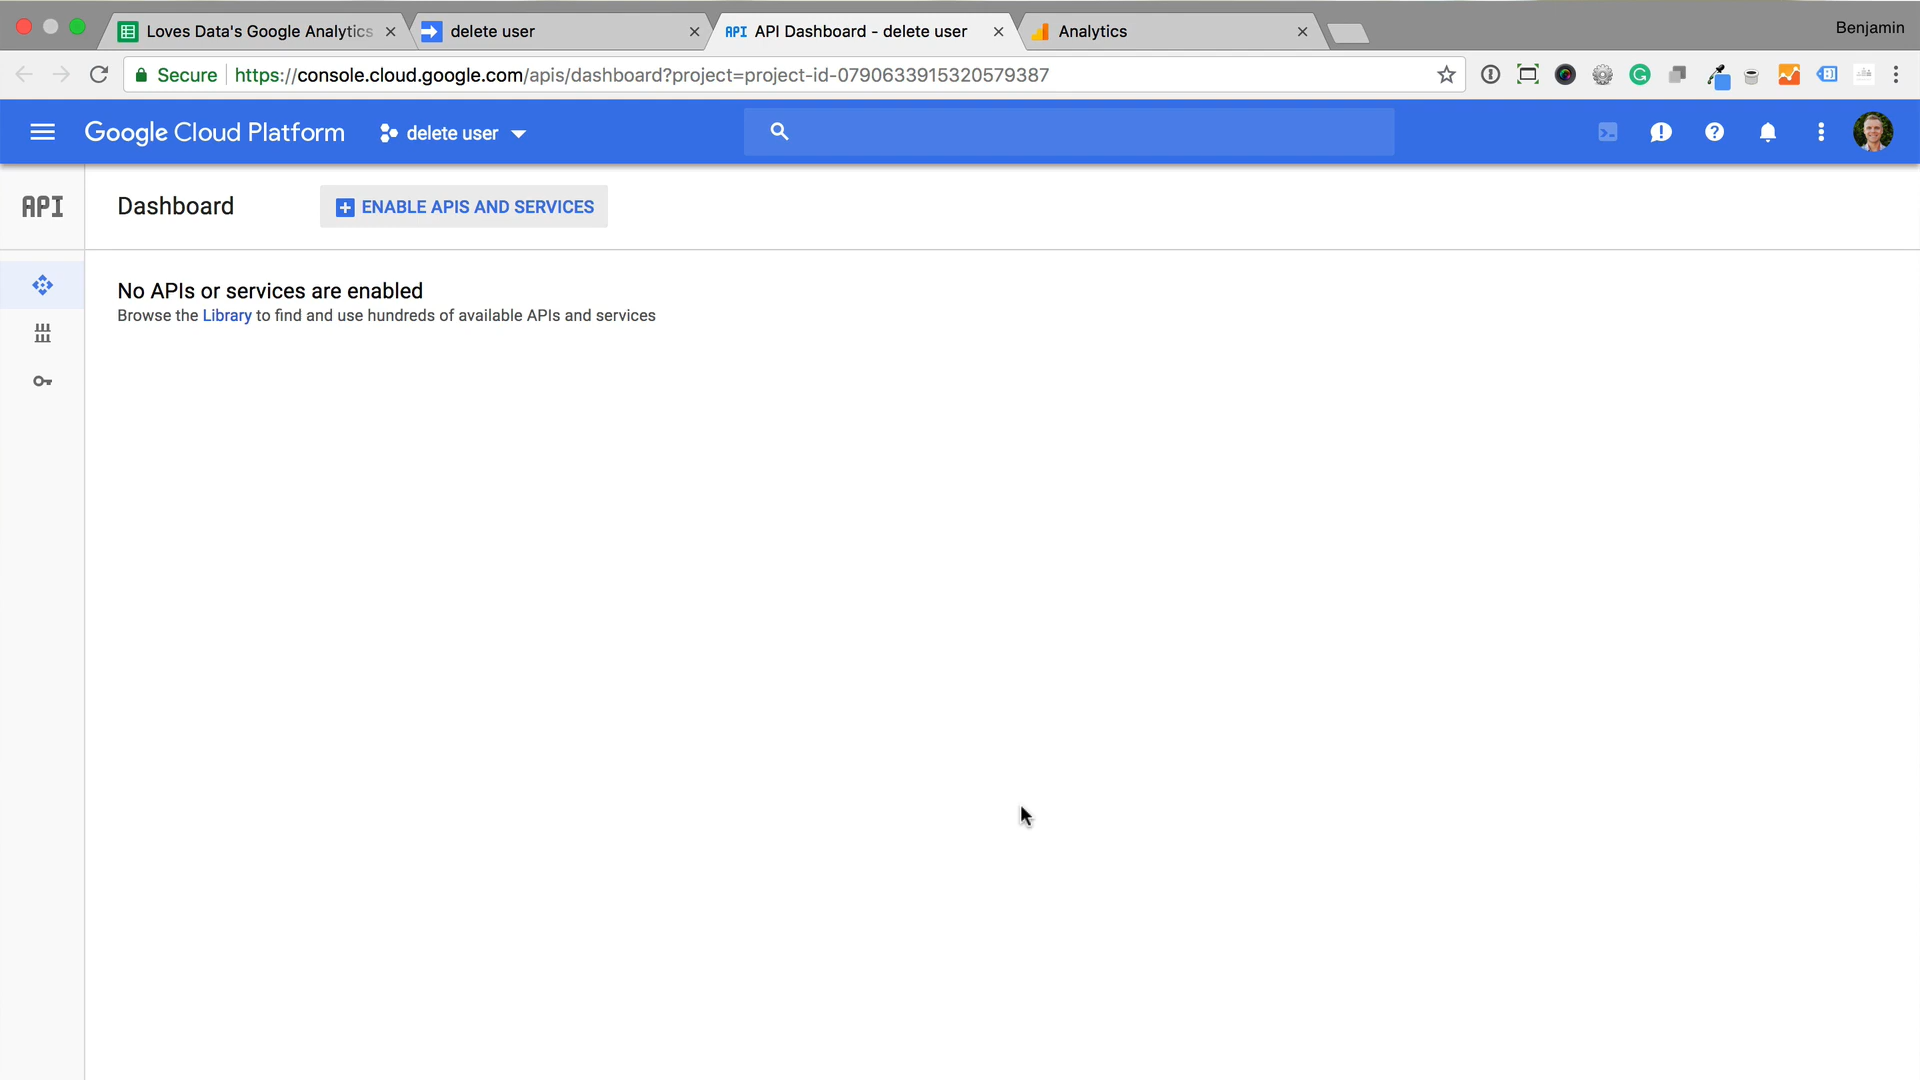 Loves Data's Google Analytics
delete user
API API Dashboard - delete user
Analytics
Benjamin
Secure https://console.cloud.google.com/apis/dashboard?project=project-id-0790633915320579387
Google Cloud Platform
delete user
API
Dashboard
ENABLE APIS AND SERVICES
No APIs or services are enabled
Browse the Library to find and use hundreds of available APIs and services